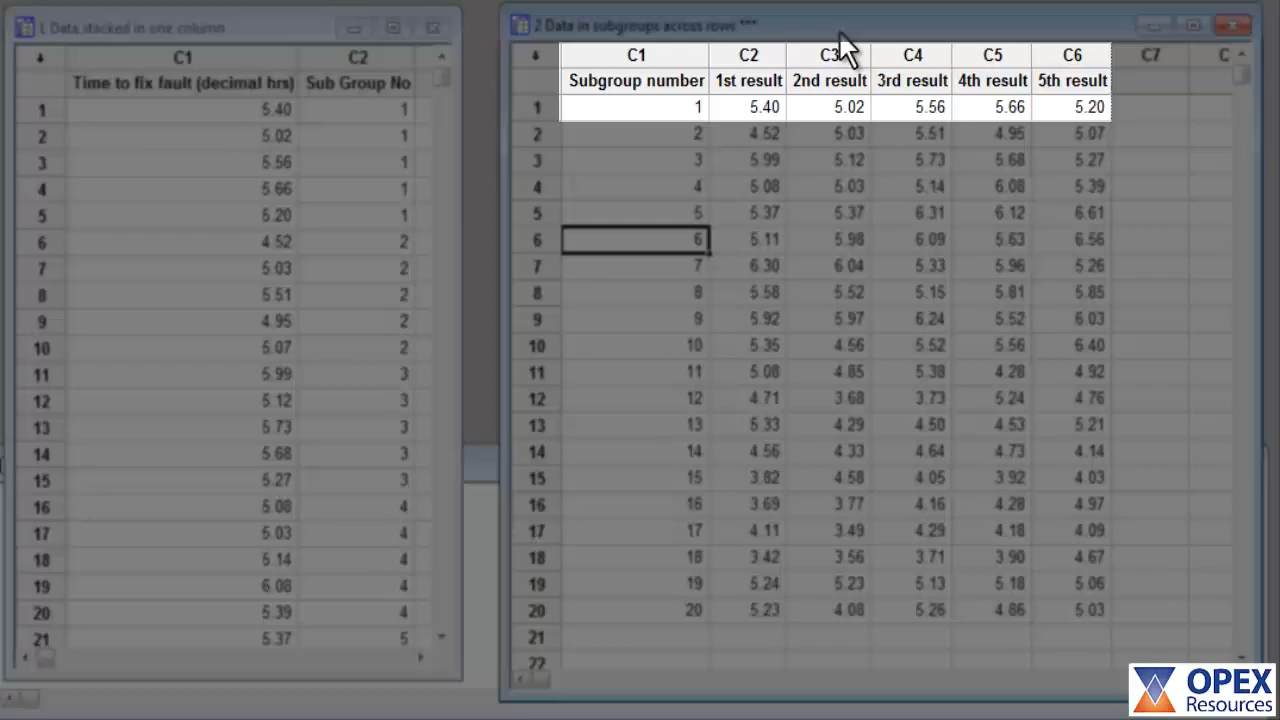 1 Data stacked in one column
C1 C2
Time to fix fault (decimal hrs) Sub Group No
1 5.40 1
2 5.02 1
3 5.56 1
4 5.66 1
5 5.20 1
6 4.52 2
7 5.03 2
8 5.51 2
9 4.95 2
10 5.07 2
11 5.99 3
12 5.12 3
13 5.73 3
14 5.68 3
15 5.27 3
16 5.08 4
17 5.03 4
18 5.14 4
19 6.08 4
20 5.39 4
21 5.37 5
2 Data in subgroups across rows ***
C1 C2 C3 C4 C5 C6 C7 C
Subgroup number 1st result 2nd result 3rd result 4th result 5th result
1 1 5.40 5.02 5.56 5.66 5.20
2 2 4.52 5.03 5.51 4.95 5.07
3 3 5.99 5.12 5.73 5.68 5.27
4 4 5.08 5.03 5.14 6.08 5.39
5 5 5.37 5.37 6.31 6.12 6.61
6 6 5.11 5.98 6.09 5.63 6.56
7 7 6.30 6.04 5.33 5.96 5.26
8 8 5.58 5.52 5.15 5.81 5.85
9 9 5.92 5.97 6.24 5.52 6.03
10 10 5.35 4.56 5.52 5.56 6.40
11 11 5.08 4.85 5.38 4.28 4.92
12 12 4.71 3.68 3.73 5.24 4.76
13 13 5.33 4.29 4.50 4.53 5.21
14 14 4.56 4.33 4.64 4.73 4.14
15 15 3.82 4.58 4.05 3.92 4.03
16 16 3.69 3.77 4.16 4.28 4.97
17 17 4.11 3.49 4.29 4.18 4.09
18 18 3.42 3.56 3.71 3.90 4.67
19 19 5.24 5.23 5.13 5.18 5.06
20 20 5.23 4.08 5.26 4.86 5.03
21
22
OPEX
Resources